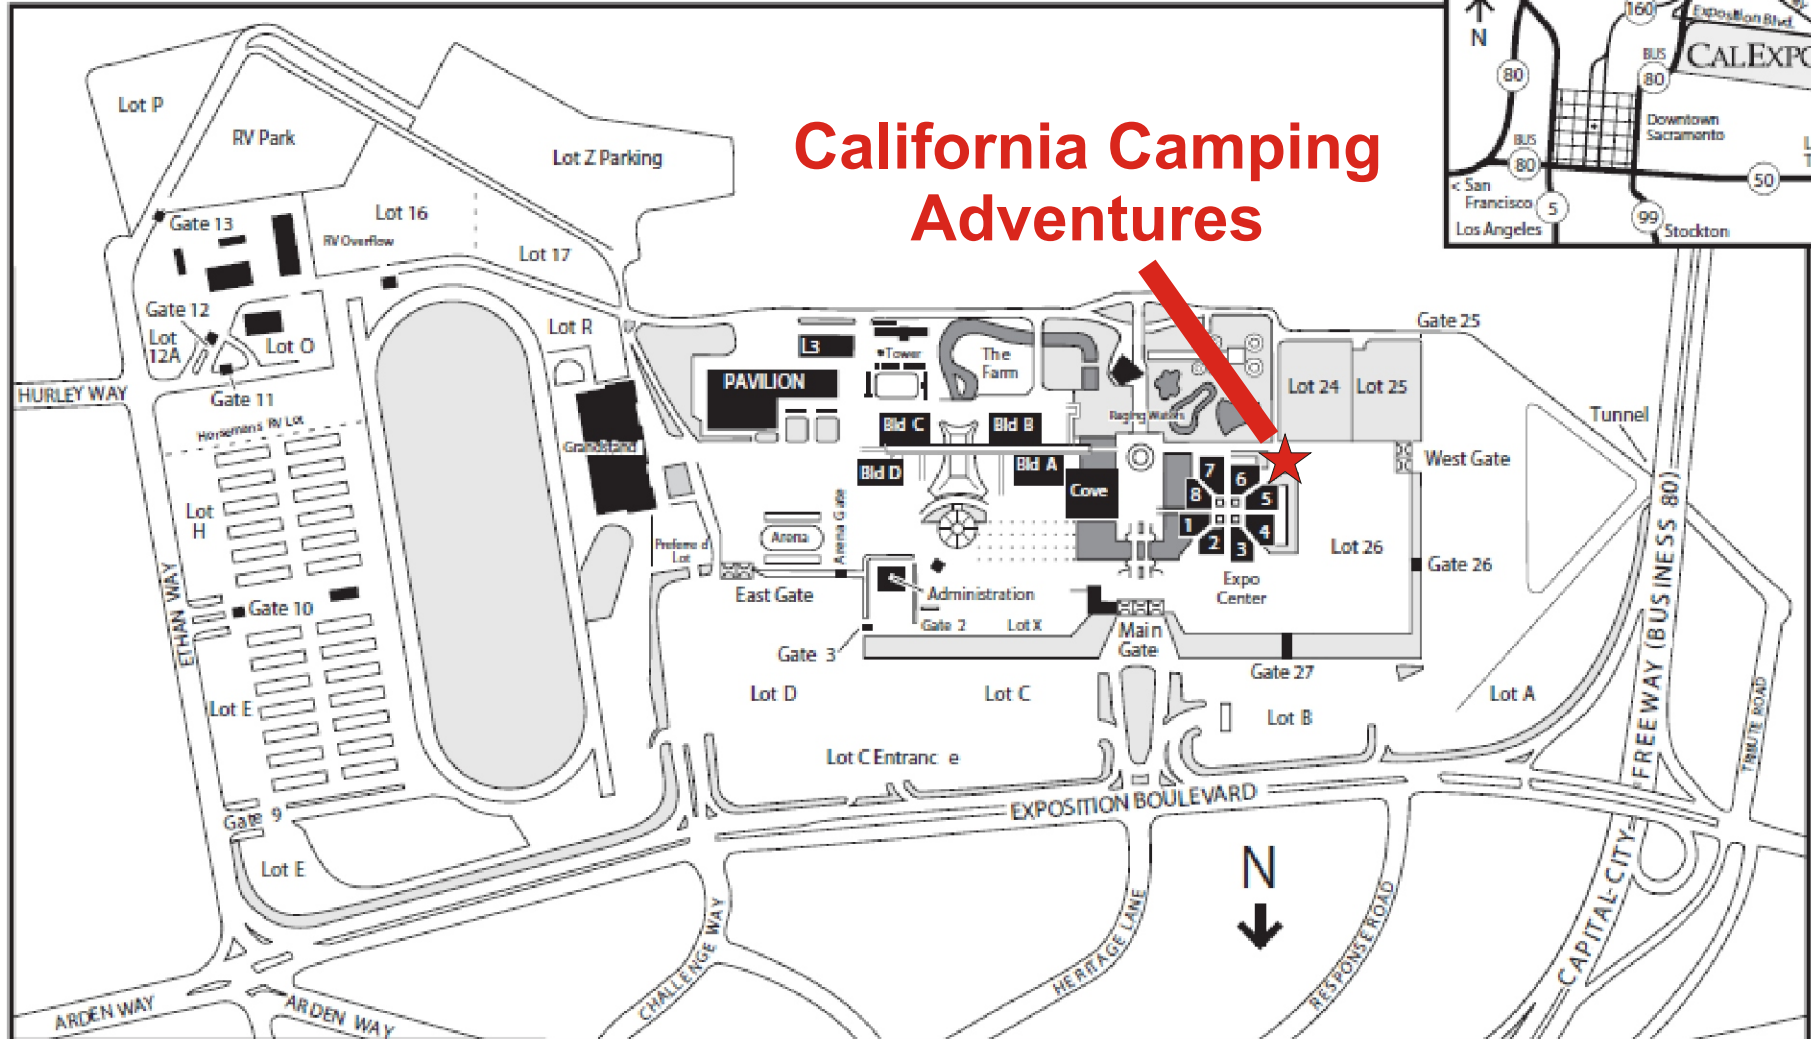 California Camping
Adventures
N
160
Exposition Blvd.
CALEXPO
BUS
80
80
Downtown
Sacramento
BUS
80
50
< San
Francisco
5
99
Los Angeles
Stockton
Lot P
RV Park
Lot Z Parking
Lot 16
Gate 13
RV Overflow
Lot 17
Gate 12
Lot
12A
Lot O
Lot R
Gate 11
HURLEY WAY
Horsemens RV Lot
Grandstand
Lot
H
ETHAN WAY
Gate 10
Lot E
Gate 9
Lot E
L3
Tower
The
Farm
PAVILION
Bld C
Bld B
Raging Waters
Bld D
Bld A
Cove
Arena
Arena Gate
Preferred
Lot
East Gate
Administration
Gate 2
Lot X
Gate 3
Main
Gate
7
6
8
5
1
4
2
3
Expo
Center
Lot 24
Lot 25
Gate 25
Tunnel
West Gate
Lot 26
Gate 26
Gate 27
Lot D
Lot C
Lot B
Lot A
Lot C Entranc e
EXPOSITION BOULEVARD
CAPITAL-CITY
FREEWAY (BUSINESS 80)
TRIBUTE ROAD
N
ARDEN WAY
ARDEN WAY
CHALLENGE WAY
HERITAGE LANE
RESPONSE ROAD